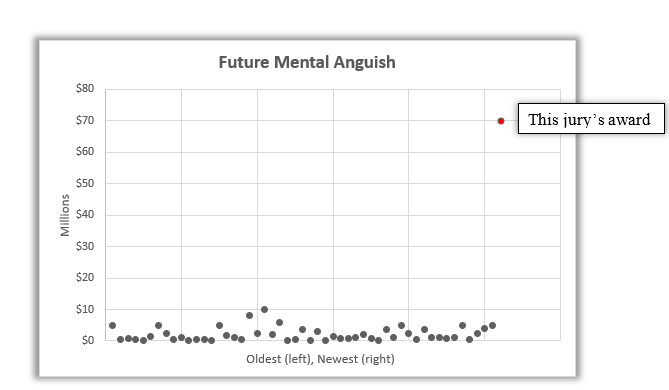 Future Mental Anguish
$80
$70
This jury's award
$60
$50
$40
$30
$20
$10
$0
Millions
Oldest (left), Newest (right)